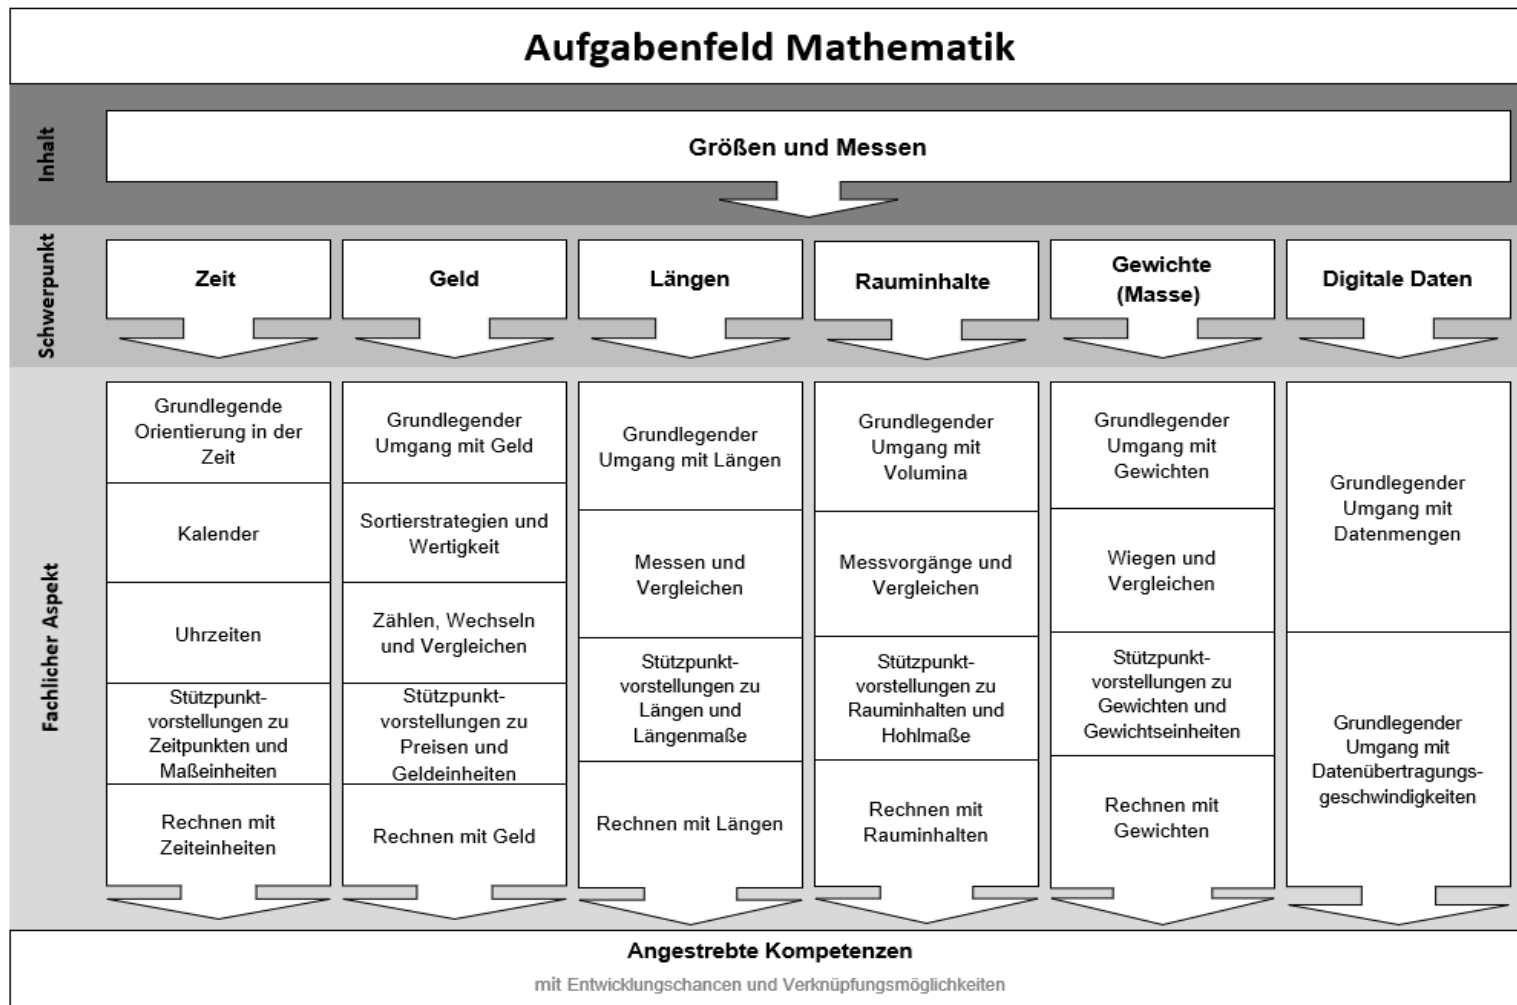 Aufgabenfeld Mathematik
Inhalt
Größen und Messen
Schwerpunkt
Zeit
Geld
Längen
Rauminhalte
Gewichte
(Masse)
Digitale Daten
Fachlicher Aspekt
Grundlegende
Orientierung in der
Zeit
Kalender
Uhrzeiten
Stützpunkt-
vorstellungen zu
Zeitpunkten und
Maßeinheiten
Rechnen mit
Zeiteinheiten
Grundlegender
Umgang mit Geld
Sortierstrategien und
Wertigkeit
Zählen, Wechseln
und Vergleichen
Stützpunkt-
vorstellungen zu
Preisen und
Geldeinheiten
Rechnen mit Geld
Grundlegender
Umgang mit Längen
Messen und
Vergleichen
Stützpunkt-
vorstellungen zu
Längen und
Längenmaße
Rechnen mit Längen
Grundlegender
Umgang mit
Volumina
Messvorgänge und
Vergleichen
Stützpunkt-
vorstellungen zu
Rauminhalten und
Hohlmaße
Rechnen mit
Rauminhalten
Grundlegender
Umgang mit
Gewichten
Wiegen und
Vergleichen
Stützpunkt-
vorstellungen zu
Gewichten und
Gewichtseinheiten
Rechnen mit
Gewichten
Grundlegender
Umgang mit
Datenmengen
Grundlegender
Umgang mit
Datenübertragungs-
geschwindigkeiten
Angestrebte Kompetenzen
mit Entwicklungschancen und Verknüpfungsmöglichkeiten